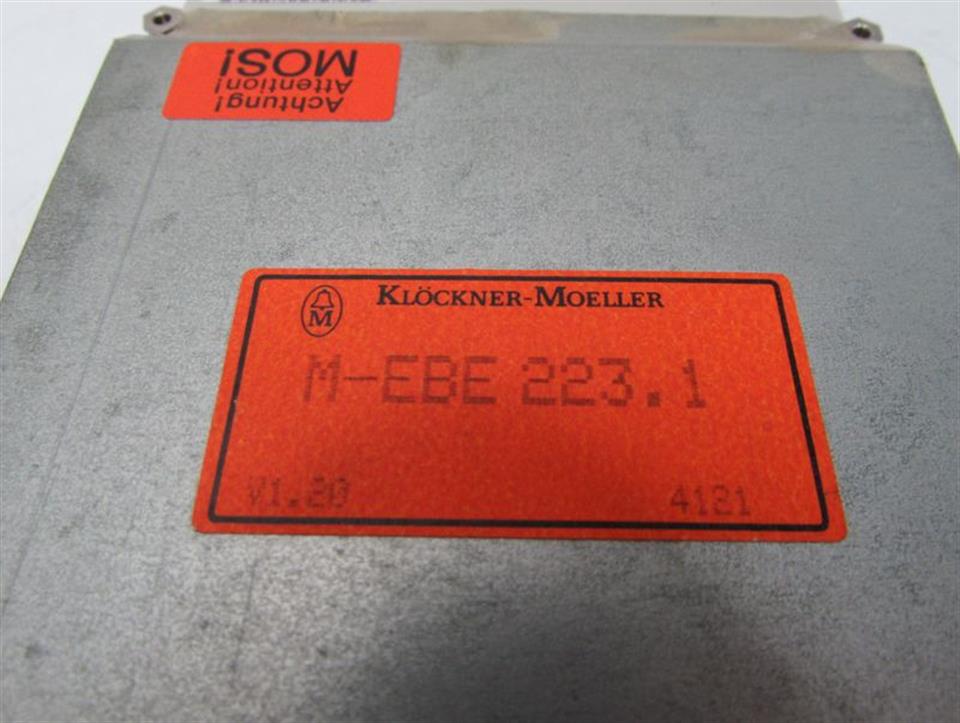 Achtung!
Attention!
MOS!
M
KLÖCKNER-MOELLER
M-EBE 223.1
V1.20
4121